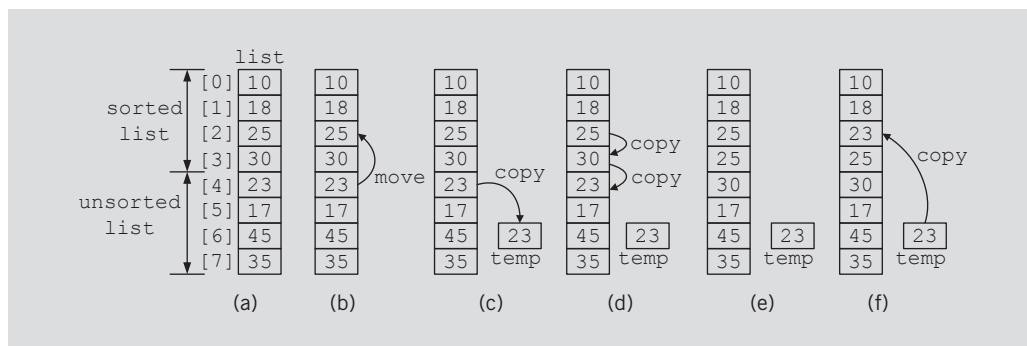 list
sorted list
unsorted list
[0] 10 10 10 10 10 10
[1] 18 18 18 18 18 18
[2] 25 25 25 25 25 23
[3] 30 30 30 30 25 25
[4] 23 23 23 23 30 30
[5] 17 17 17 17 17 17
[6] 45 45 45 45 45 45
[7] 35 35 35 35 35 35
move
copy
23
temp
copy
copy
23
temp
23
temp
copy
23
temp
(a) (b) (c) (d) (e) (f)